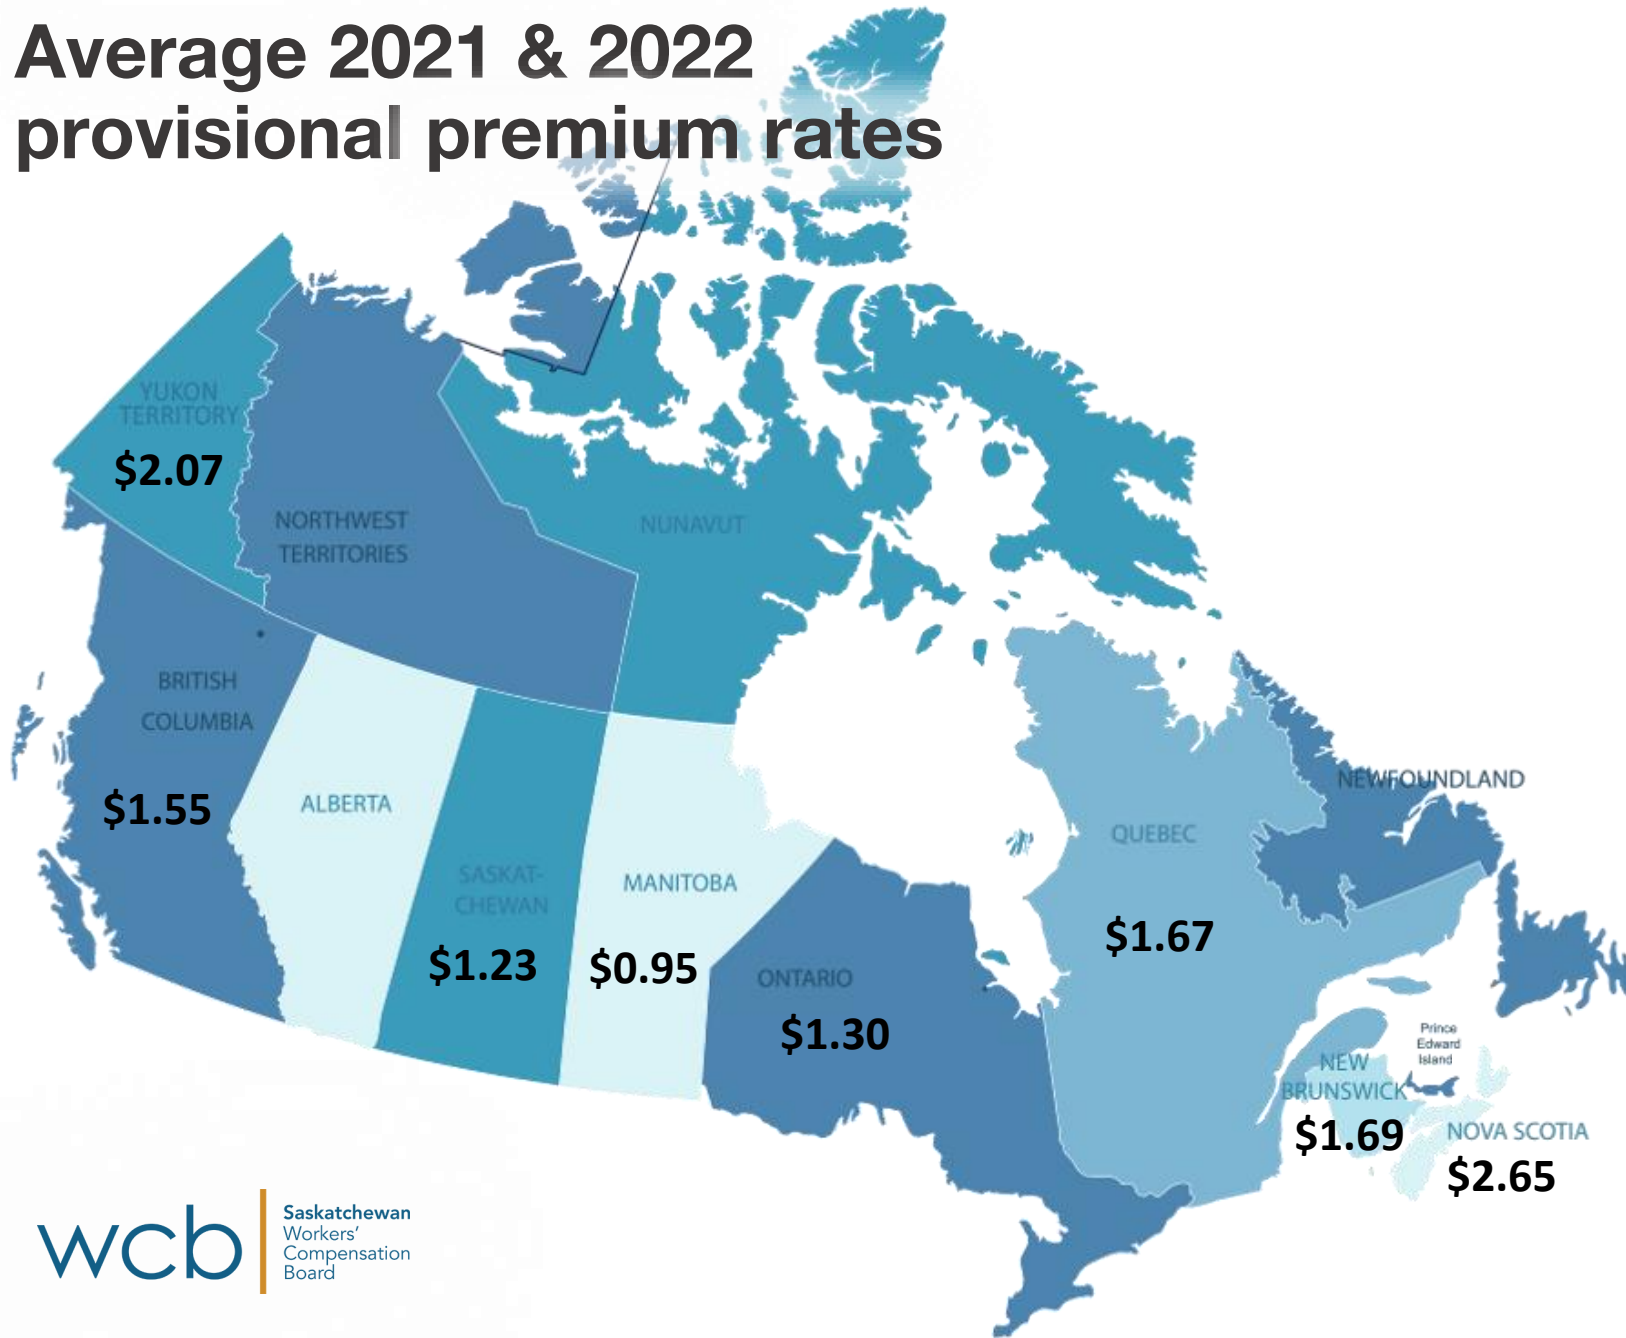 Average 2021 & 2022
provisional premium rates
YUKON
TERRITORY
$2.07
NORTHWEST
TERRITORIES
NUNAVUT
BRITISH
COLUMBIA
$1.55
ALBERTA
SASKAT-
CHEWAN
$1.23
MANITOBA
$0.95
ONTARIO
$1.30
QUEBEC
$1.67
NEWFOUNDLAND
Prince
Edward
Island
NEW
BRUNSWICK
$1.69
NOVA SCOTIA
$2.65
wcb
Saskatchewan
Workers'
Compensation
Board